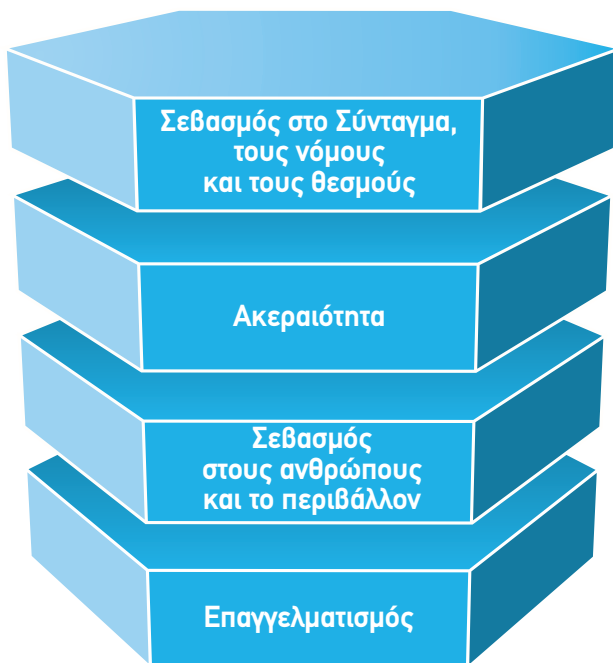 Σεβασμός στο Σύνταγμα,
τους νόμους
και τους θεσμούς
Ακεραιότητα
Σεβασμός
στους ανθρώπους
και το περιβάλλον
Επαγγελματισμός